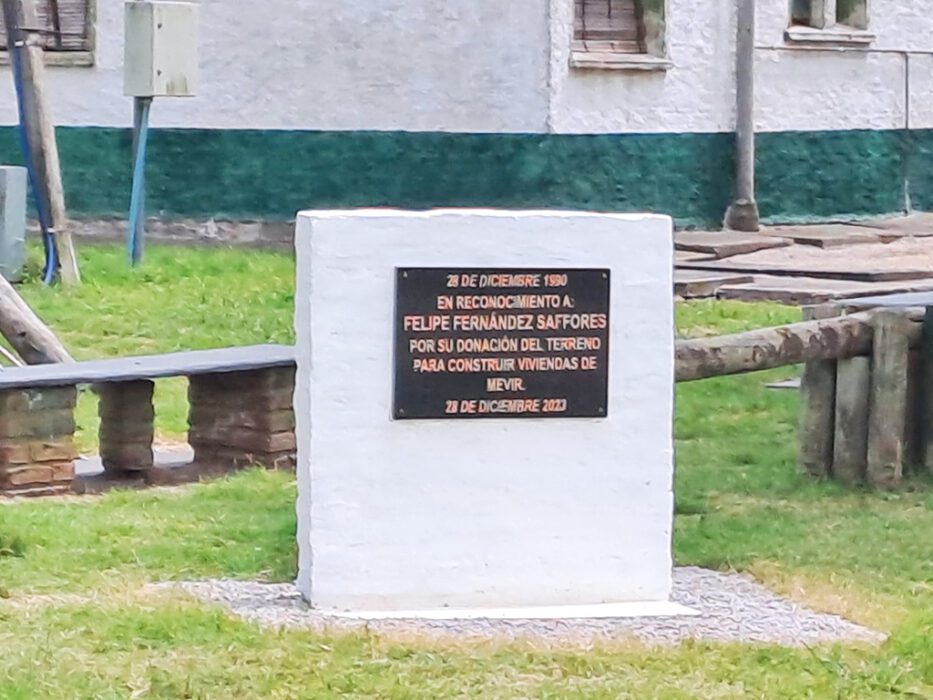 28 DE DICIEMBRE 1990
EN RECONOCIMIENTO A:
FELIPE FERNÁNDEZ SAFFORES
POR SU DONACIÓN DEL TERRENO
PARA CONSTRUIR VIVIENDAS DE
MEVIR.
28 DE DICIEMBRE 2023